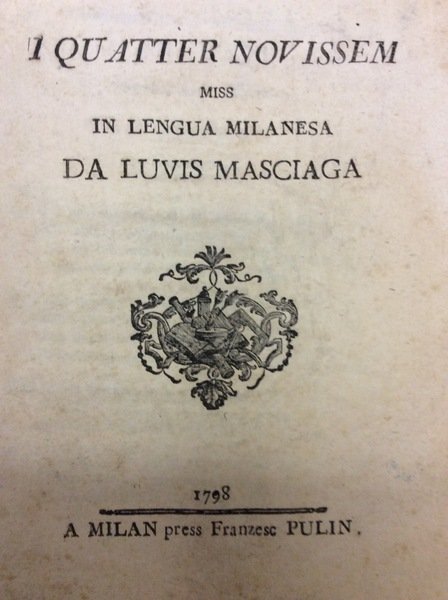 I QUATTER NOVISSEM
MISS
IN LENGUA MILANESA
DA LUVIS MASCIAGA
1798
A MILAN press Franzesc PULIN.